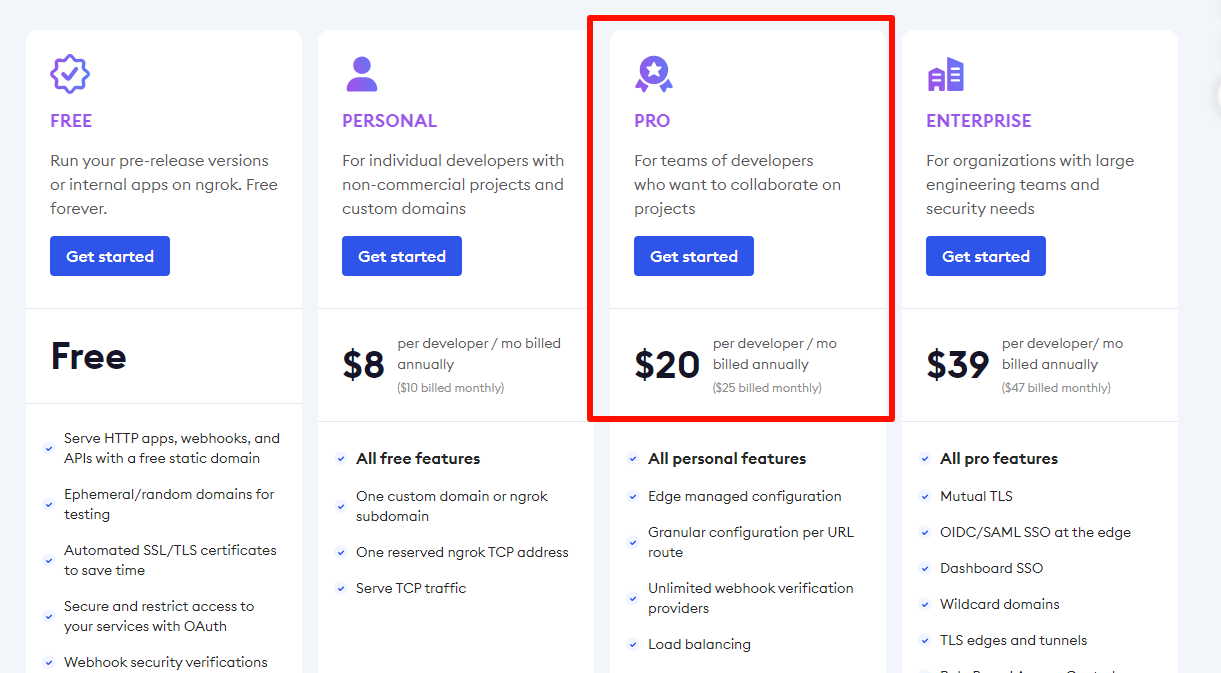 FREE
Run your pre-release versions
or internal apps on ngrok. Free
forever.
Get started
Free
Serve HTTP apps, webhooks, and
APIs with a free static domain
Ephemeral/random domains for
testing
Automated SSL/TLS certificates
to save time
Secure and restrict access to
your services with OAuth
Webhook security verifications
PERSONAL
For individual developers with
non-commercial projects and
custom domains
Get started
$8
per developer / mo billed
annually
($10 billed monthly)
All free features
One custom domain or ngrok
subdomain
One reserved ngrok TCP address
Serve TCP traffic
PRO
For teams of developers
who want to collaborate on
projects
Get started
$20
per developer / mo
billed annually
($25 billed monthly)
All personal features
Edge managed configuration
Granular configuration per URL
route
Unlimited webhook verification
providers
Load balancing
ENTERPRISE
For organizations with large
engineering teams and
security needs
Get started
$39
per developer/ mo
billed annually
($47 billed monthly)
All pro features
Mutual TLS
OIDC/SAML SSO at the edge
Dashboard SSO
Wildcard domains
TLS edges and tunnels